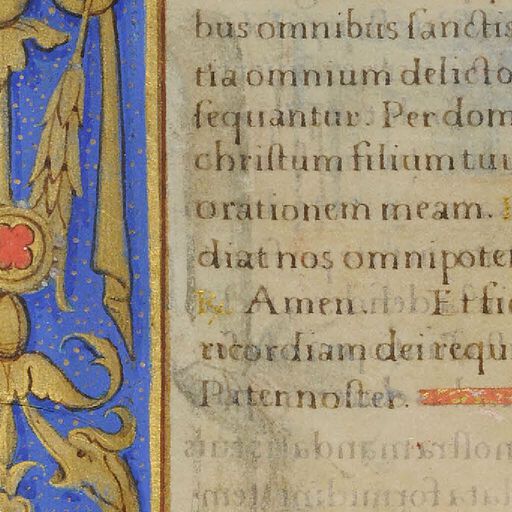 bus omnibus ſanctis
tia omnium delicto
ſequantur. Per dom
chriſtum filium tuu
orationem meam.
diat nos omnipoten
℟. Amen Et fid
ricordiam dei requi
Pater noſter.